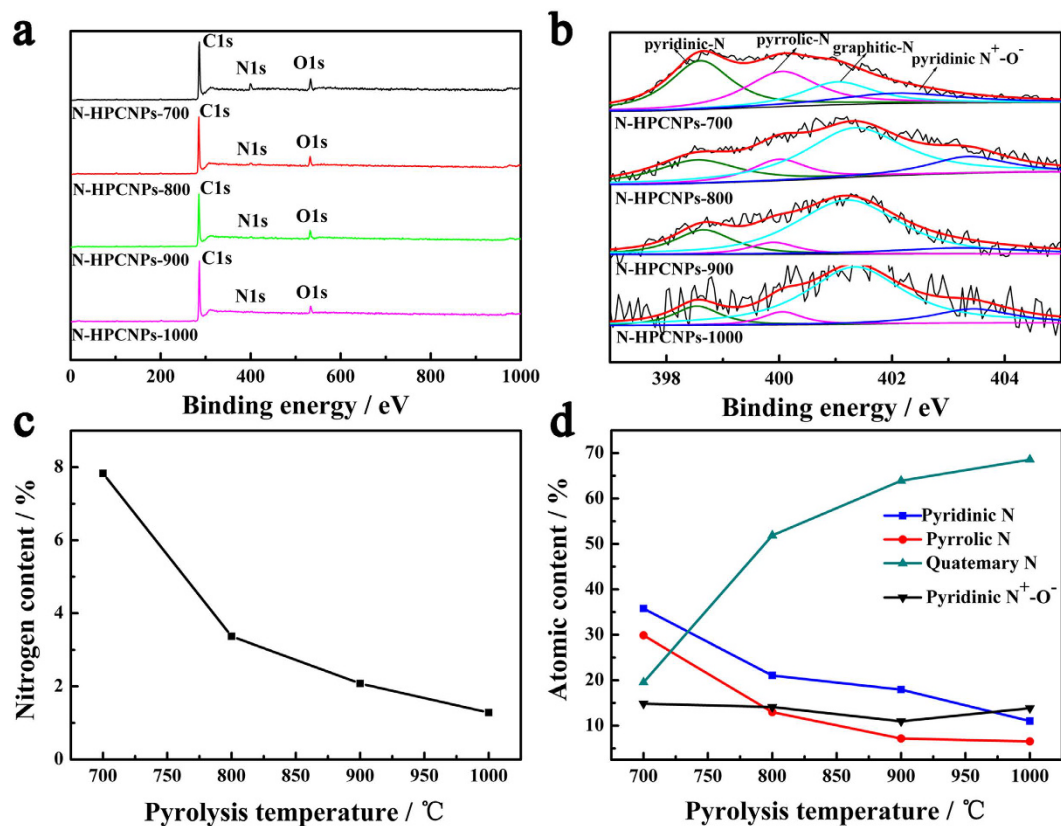 a
C1s
N1s
O1s
N-HPCNPs-700
C1s
N1s
O1s
N-HPCNPs-800
C1s
N1s
O1s
N-HPCNPs-900
C1s
N1s
O1s
N-HPCNPs-1000
0 200 400 600 800 1000
Binding energy / eV
b
pyridinic-N
pyrrolic-N
graphitic-N
pyridinic N⁺-O⁻
N-HPCNPs-700
N-HPCNPs-800
N-HPCNPs-900
N-HPCNPs-1000
398 400 402 404
Binding energy / eV
c
Nitrogen content / %
8
6
4
2
0
700 750 800 850 900 950 1000
Pyrolysis temperature / ℃
d
Atomic content / %
70
60
50
40
30
20
10
Pyridinic N
Pyrrolic N
Quatemary N
Pyridinic N⁺-O⁻
700 750 800 850 900 950 1000
Pyrolysis temperature / ℃